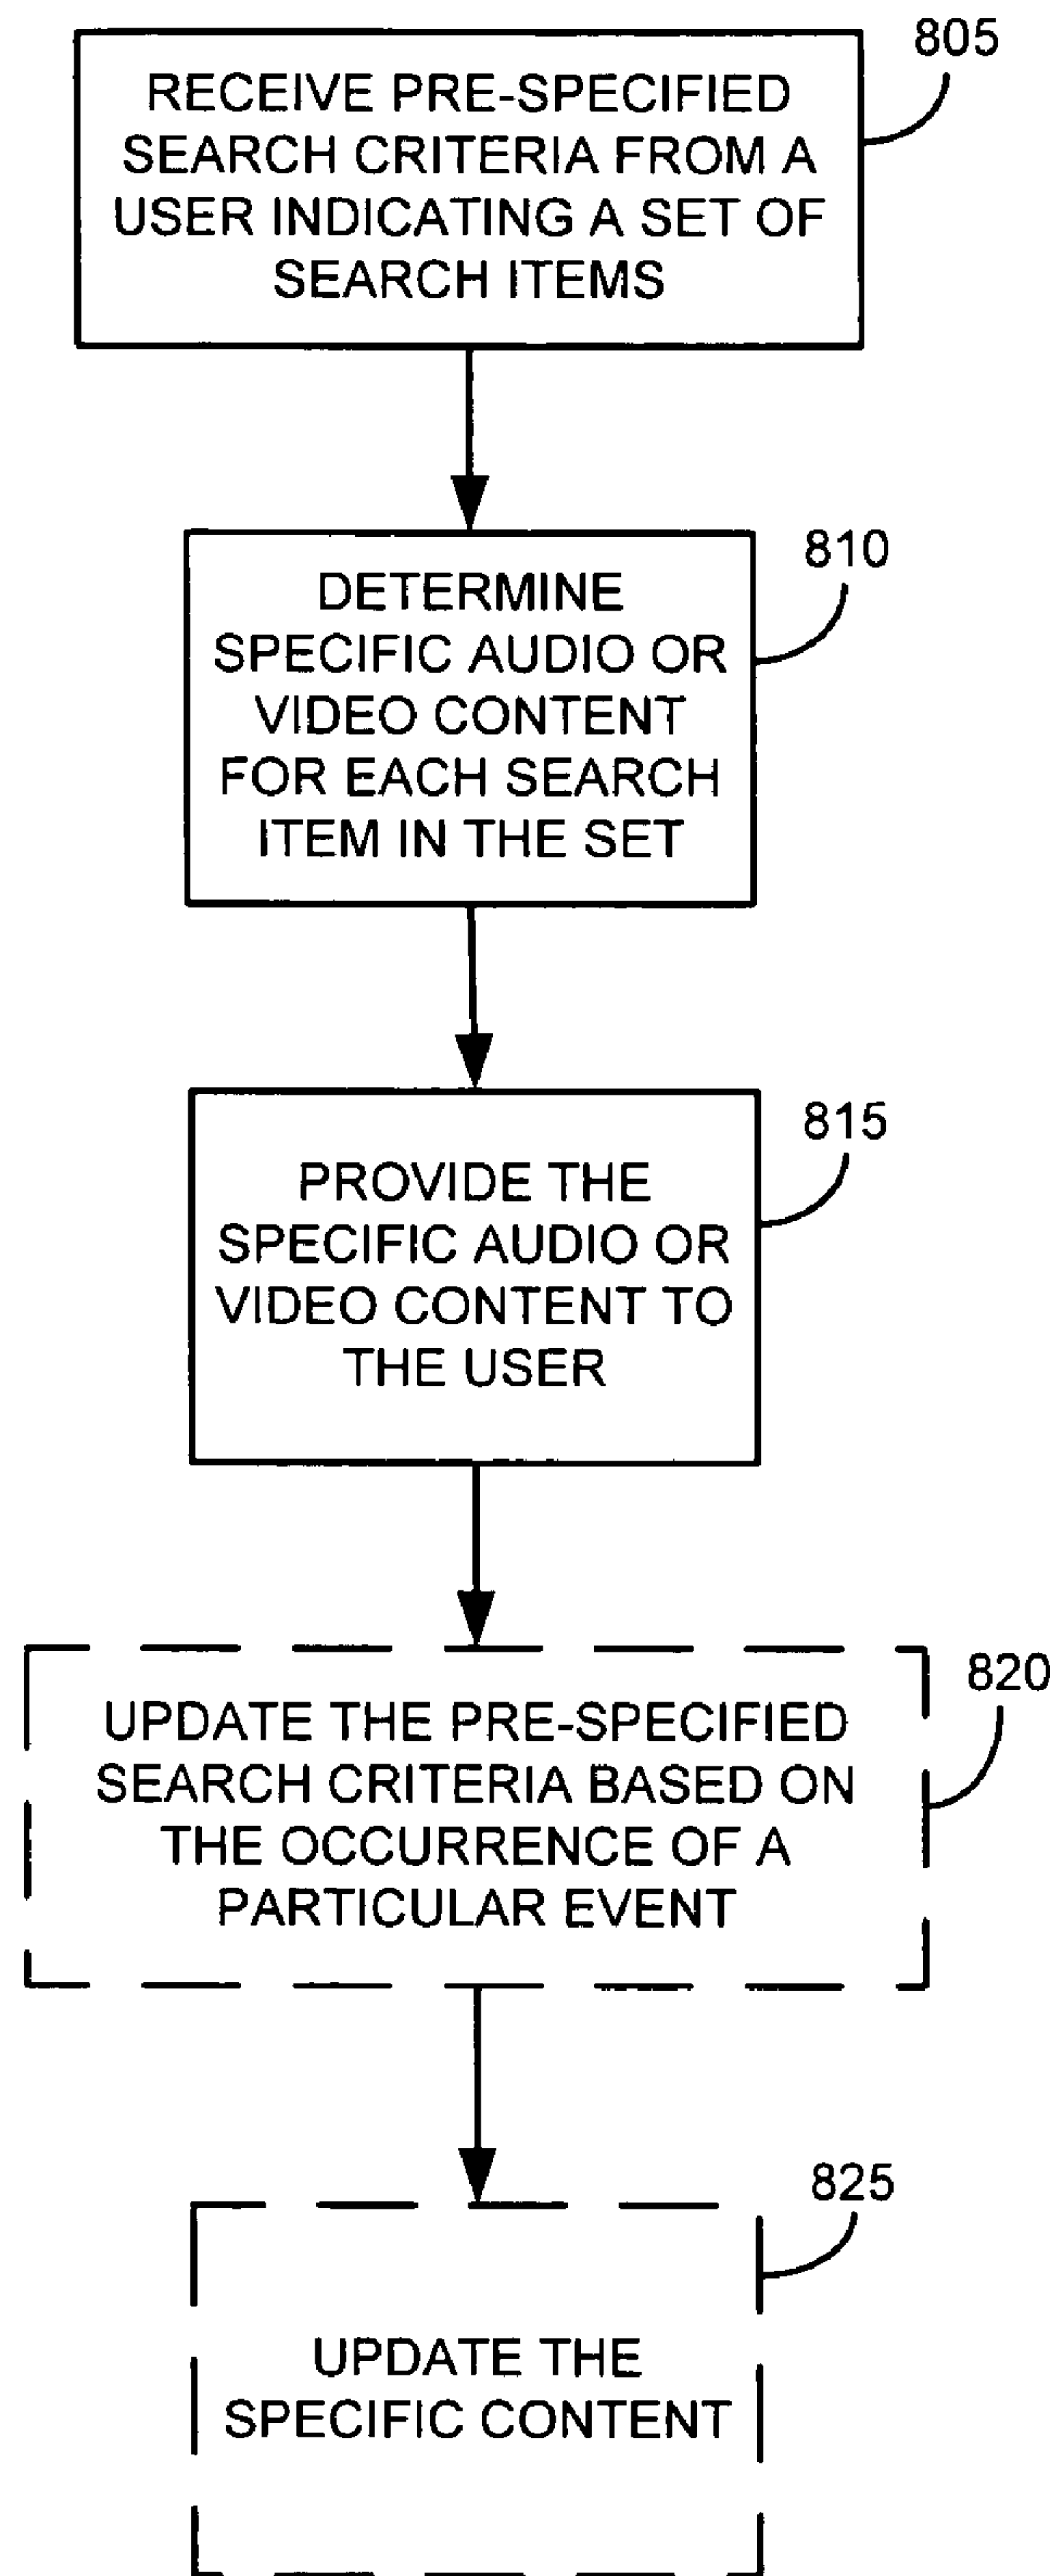 805
RECEIVE PRE-SPECIFIED
SEARCH CRITERIA FROM A
USER INDICATING A SET OF
SEARCH ITEMS
810
DETERMINE
SPECIFIC AUDIO OR
VIDEO CONTENT
FOR EACH SEARCH
ITEM IN THE SET
815
PROVIDE THE
SPECIFIC AUDIO OR
VIDEO CONTENT TO
THE USER
820
UPDATE THE PRE-SPECIFIED
SEARCH CRITERIA BASED ON
THE OCCURRENCE OF A
PARTICULAR EVENT
825
UPDATE THE
SPECIFIC CONTENT